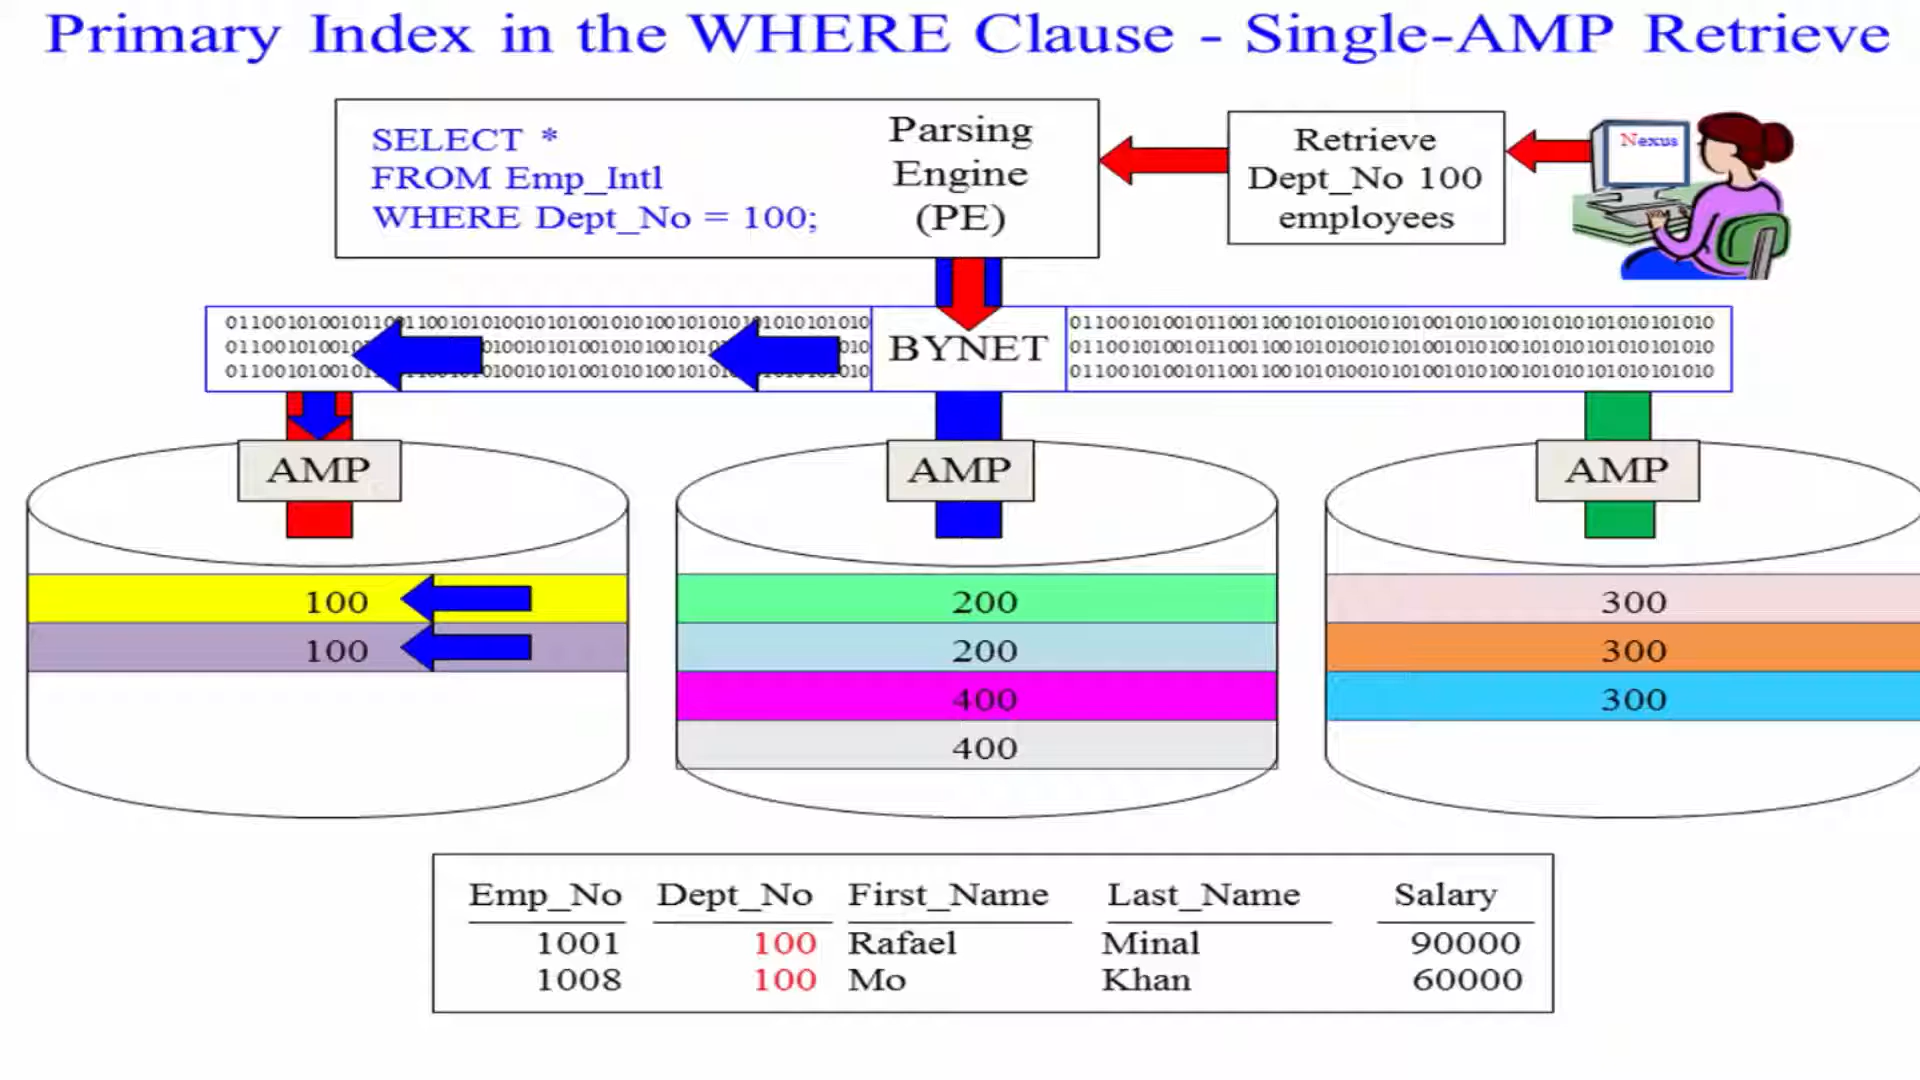 Primary Index in the WHERE Clause - Single-AMP Retrieve
SELECT *
FROM Emp_Intl
WHERE Dept_No = 100;
Parsing
Engine
(PE)
Retrieve
Dept_No 100
employees
Nexus
BYNET
AMP
AMP
AMP
100
100
200
200
400
400
300
300
300
Emp_No Dept_No First_Name Last_Name Salary
1001 100 Rafael Minal 90000
1008 100 Mo Khan 60000